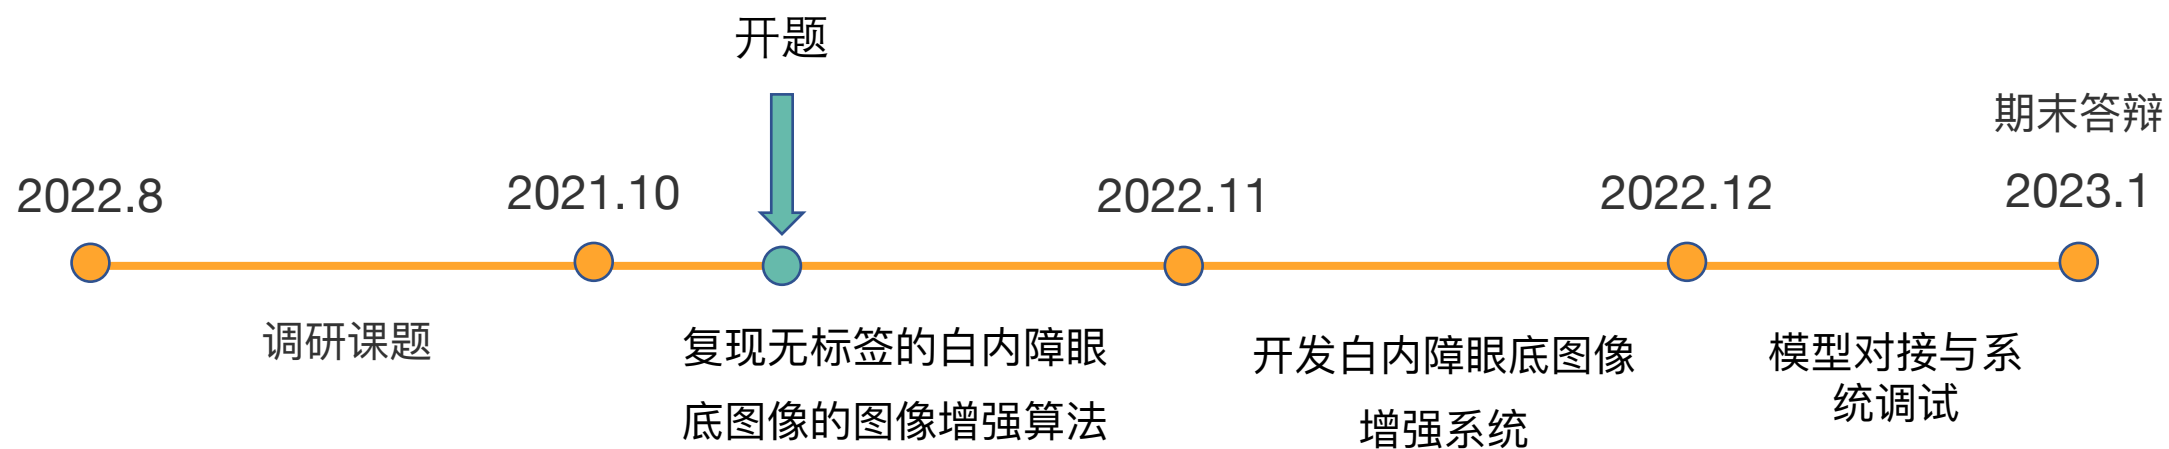 开题
期末答辩
2022.8
2021.10
2022.11
2022.12
2023.1
调研课题
复现无标签的白内障眼
底图像的图像增强算法
开发白内障眼底图像
增强系统
模型对接与系
统调试